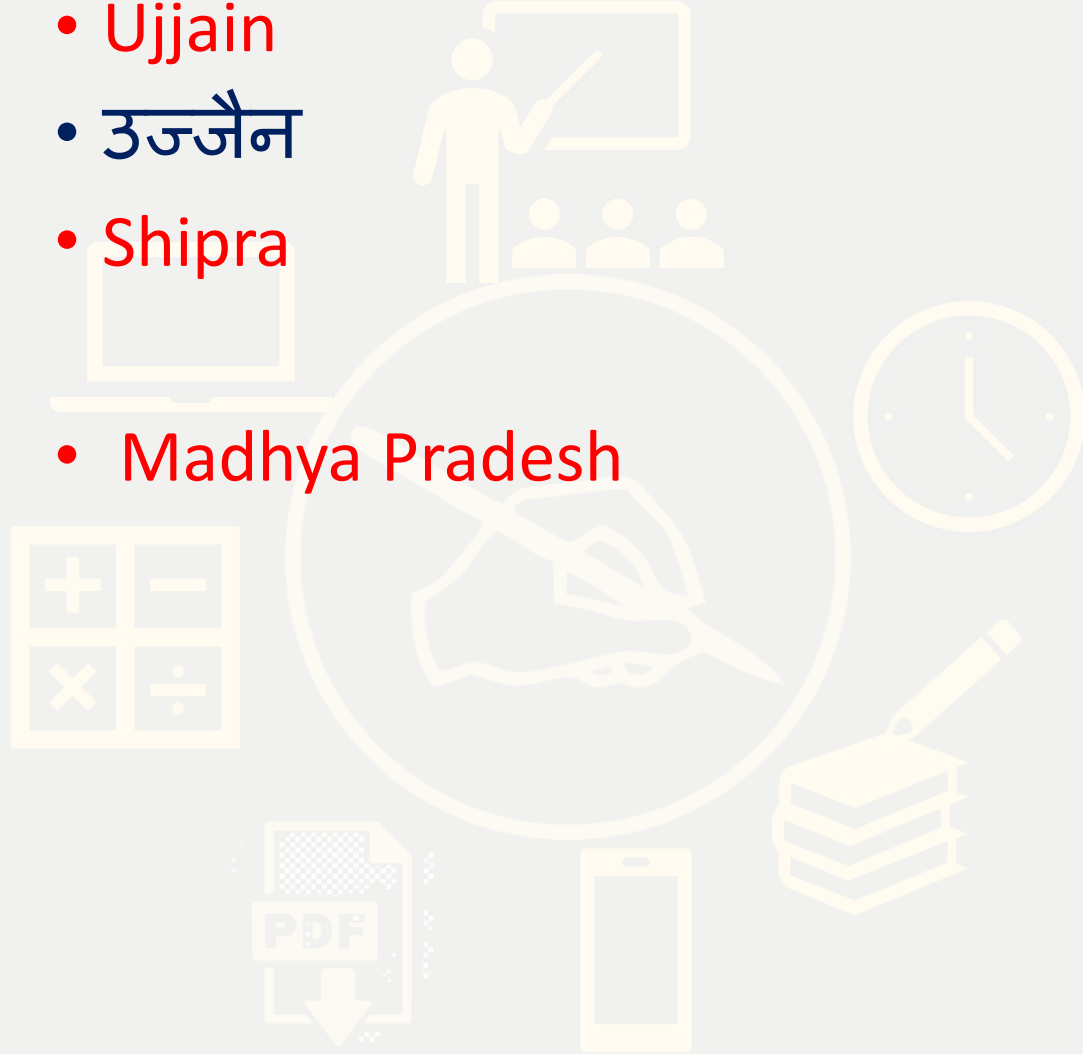 • Ujjain
• उज्जैन
• Shipra
• Madhya Pradesh
PDF